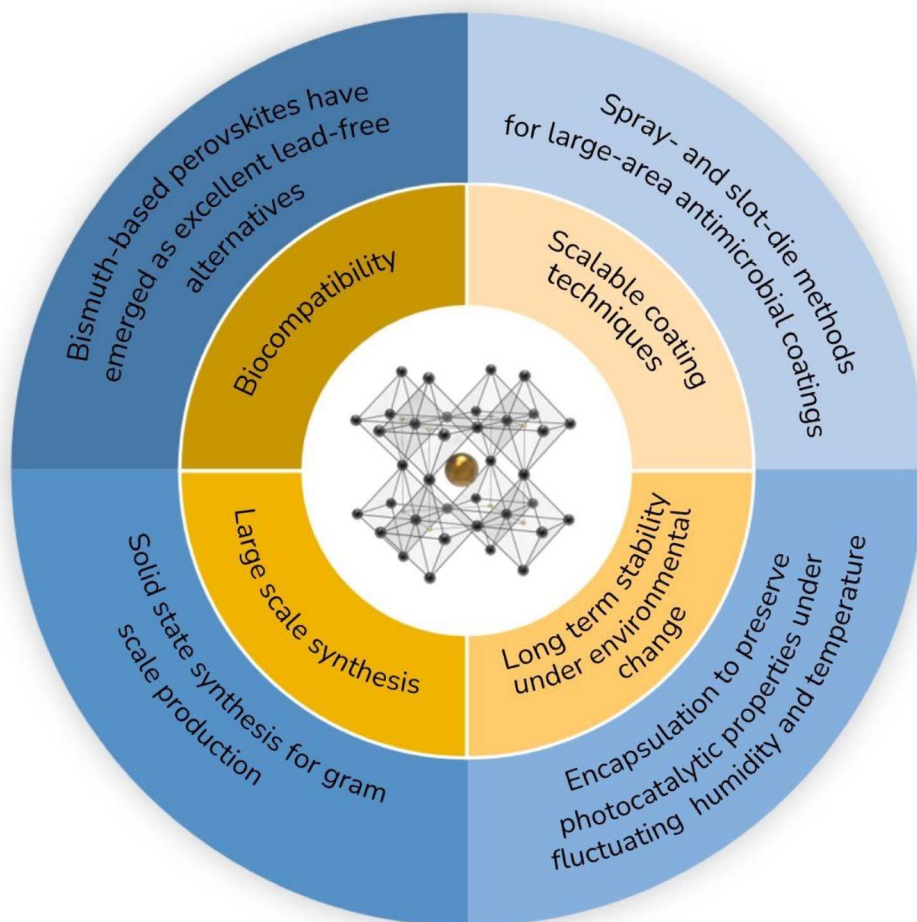 Bismuth-based perovskites have
emerged as excellent lead-free
alternatives
Biocompatibility
Spray- and slot-die methods
for large-area antimicrobial coatings
Scalable coating
techniques
Large scale synthesis
Solid state synthesis for gram
scale production
Long term stability
under environmental
change
Encapsulation to preserve
photocatalytic properties under
fluctuating humidity and temperature